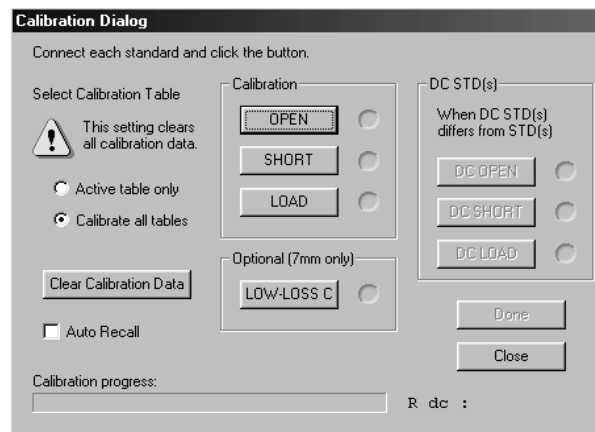 Calibration Dialog
Connect each standard and click the button.
Select Calibration Table
This setting clears
all calibration data.
Active table only
Calibrate all tables
Clear Calibration Data
Auto Recall
Calibration
OPEN
SHORT
LOAD
Optional (7mm only)
LOW-LOSS C
DC STD(s)
When DC STD(s)
differs from STD(s)
DC OPEN
DC SHORT
DC LOAD
Done
Close
Calibration progress:
R dc :